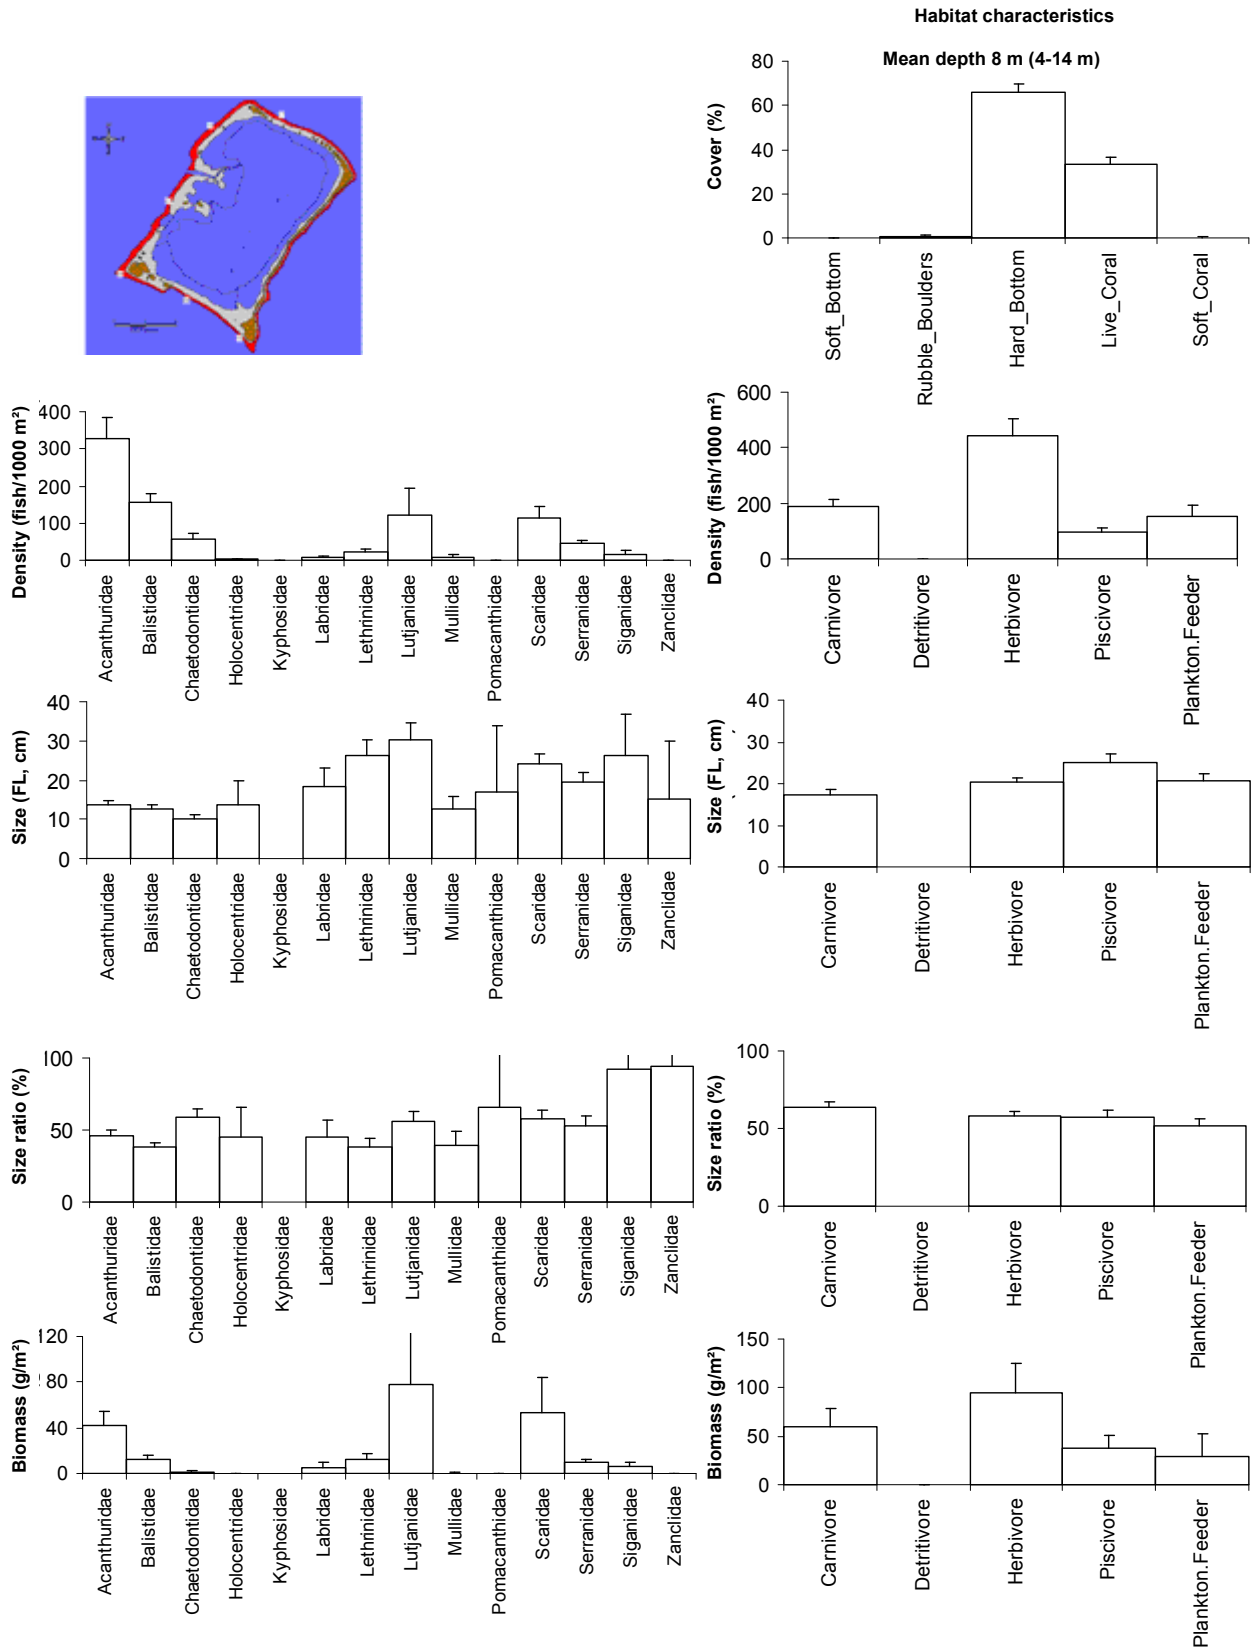 Habitat characteristics
Mean depth 8 m (4-14 m)
Cover (%)
80
60
40
20
0
Soft_Bottom
Rubble_Boulders
Hard_Bottom
Live_Coral
Soft_Coral
Density (fish/1000 m²)
400
300
200
100
0
Acanthuridae
Balistidae
Chaetodontidae
Holocentridae
Kyphosidae
Labridae
Lethrinidae
Lutjanidae
Mullidae
Pomacanthidae
Scaridae
Serranidae
Siganidae
Zanclidae
Density (fish/1000 m²)
600
400
200
0
Carnivore
Detritivore
Herbivore
Piscivore
Plankton.Feeder
Size (FL, cm)
40
30
20
10
0
Acanthuridae
Balistidae
Chaetodontidae
Holocentridae
Kyphosidae
Labridae
Lethrinidae
Lutjanidae
Mullidae
Pomacanthidae
Scaridae
Serranidae
Siganidae
Zanclidae
Size (FL, cm)
40
30
20
10
0
Carnivore
Detritivore
Herbivore
Piscivore
Plankton.Feeder
Size ratio (%)
100
50
0
Acanthuridae
Balistidae
Chaetodontidae
Holocentridae
Kyphosidae
Labridae
Lethrinidae
Lutjanidae
Mullidae
Pomacanthidae
Scaridae
Serranidae
Siganidae
Zanclidae
Size ratio (%)
100
50
0
Carnivore
Detritivore
Herbivore
Piscivore
Plankton.Feeder
Biomass (g/m²)
120
80
40
0
Acanthuridae
Balistidae
Chaetodontidae
Holocentridae
Kyphosidae
Labridae
Lethrinidae
Lutjanidae
Mullidae
Pomacanthidae
Scaridae
Serranidae
Siganidae
Zanclidae
Biomass (g/m²)
150
100
50
0
Carnivore
Detritivore
Herbivore
Piscivore
Plankton.Feeder